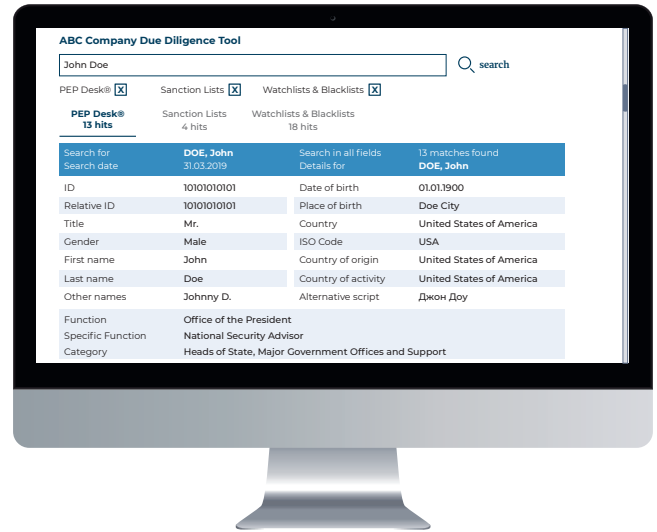 ABC Company Due Diligence Tool
John Doe
search
PEP Desk® X Sanction Lists X Watchlists & Blacklists X
PEP Desk® Sanction Lists Watchlists & Blacklists
13 hits 4 hits 18 hits
Search for DOE, John Search in all fields 13 matches found
Search date 31.03.2019 Details for DOE, John
ID 10101010101 Date of birth 01.01.1900
Relative ID 10101010101 Place of birth Doe City
Title Mr. Country United States of America
Gender Male ISO Code USA
First name John Country of origin United States of America
Last name Doe Country of activity United States of America
Other names Johnny D. Alternative script Джон Доу
Function Office of the President
Specific Function National Security Advisor
Category Heads of State, Major Government Offices and Support